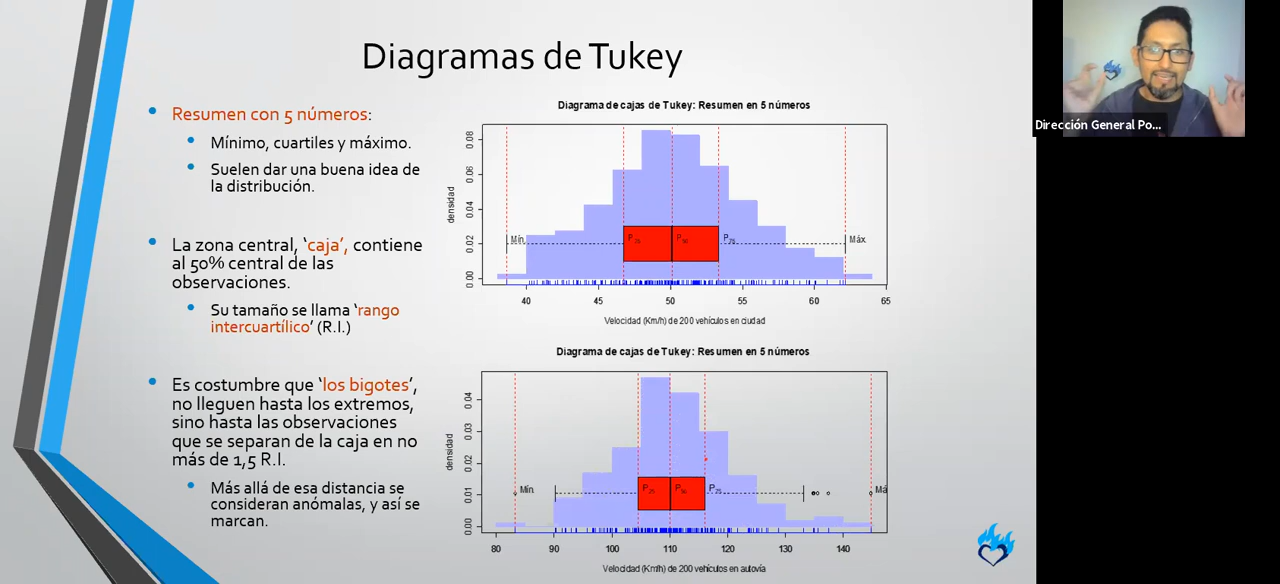 Diagramas de Tukey
Resumen con 5 números:
Mínimo, cuartiles y máximo.
Suelen dar una buena idea de
la distribución.
La zona central, ‘caja’, contiene
al 50% central de las
observaciones.
Su tamaño se llama ‘rango
intercuartílico’ (R.I.)
Es costumbre que ‘los bigotes’,
no lleguen hasta los extremos,
sino hasta las observaciones
que se separan de la caja en no
más de 1,5 R.I.
Más allá de esa distancia se
consideran anómalas, y así se
marcan.
Diagrama de cajas de Tukey: Resumen en 5 números
densidad
0.08
0.06
0.04
0.02
0.00
Mín.
P25
P50
P75
Máx.
40 45 50 55 60 65
Velocidad (Km/h) de 200 vehículos en ciudad
Diagrama de cajas de Tukey: Resumen en 5 números
densidad
0.04
0.03
0.02
0.01
0.00
Mín.
P25
P50
P75
Má
80 90 100 110 120 130 140
Velocidad (Km/h) de 200 vehículos en autovía
Dirección General Po...